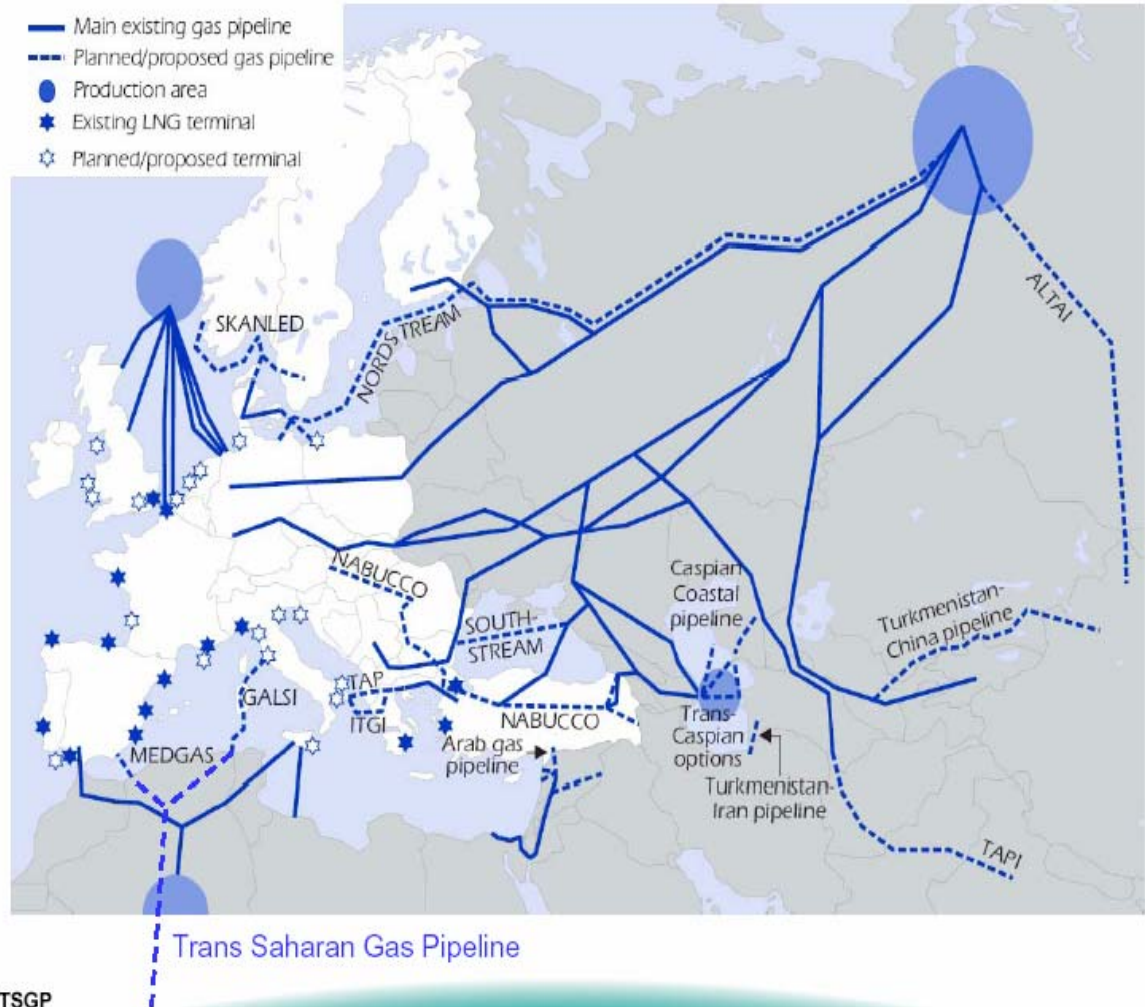 Main existing gas pipeline
Planned/proposed gas pipeline
Production area
Existing LNG terminal
Planned/proposed terminal
SKANLED
NORDSTREAM
ALTAI
NABUCCO
Caspian
Coastal
pipeline
SOUTH-
STREAM
Turkmenistan-
China pipeline
TAP
GALSI
ITGI
NABUCCO
MEDGAS
Arab gas
pipeline
Trans-
Caspian
options
Turkmenistan-
Iran pipeline
TAPI
Trans Saharan Gas Pipeline
TSGP